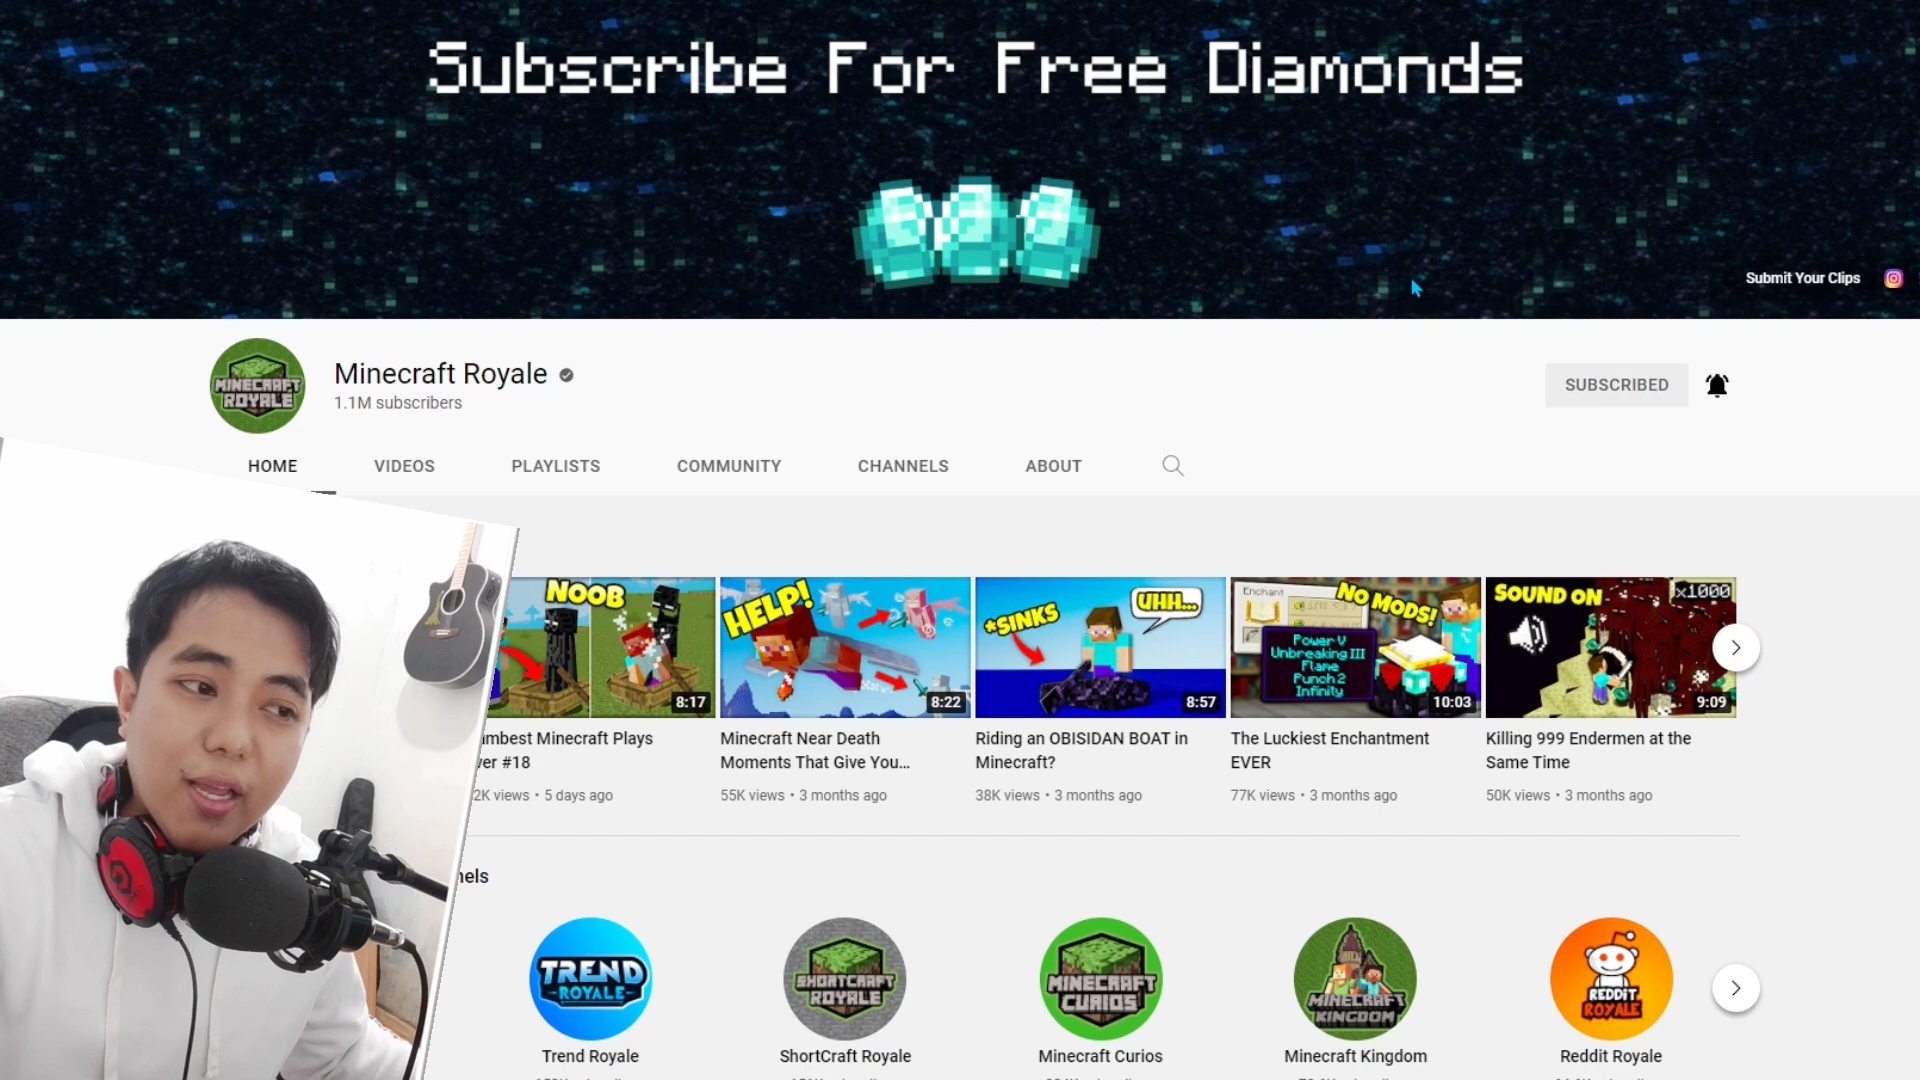 Subscribe For Free Diamonds
Submit Your Clips
MINECRAFT
ROYALE
Minecraft Royale
1.1M subscribers
SUBSCRIBED
HOME
VIDEOS
PLAYLISTS
COMMUNITY
CHANNELS
ABOUT
NOOB
8:17
HELP!
8:22
*SINKS
UHH...
8:57
Enchant
NO MODS!
Power V
Unbreaking III
Flame
Punch 2
Infinity
10:03
SOUND ON
x1000
9:09
mbest Minecraft Plays
er #18
2K views • 5 days ago
Minecraft Near Death
Moments That Give You...
55K views • 3 months ago
Riding an OBISIDAN BOAT in
Minecraft?
38K views • 3 months ago
The Luckiest Enchantment
EVER
77K views • 3 months ago
Killing 999 Endermen at the
Same Time
50K views • 3 months ago
nels
TREND
ROYALE
SHORTCRAFT
ROYALE
MINECRAFT
CURIOS
MINECRAFT
KINGDOM
REDDIT
ROYALE
Trend Royale
ShortCraft Royale
Minecraft Curios
Minecraft Kingdom
Reddit Royale